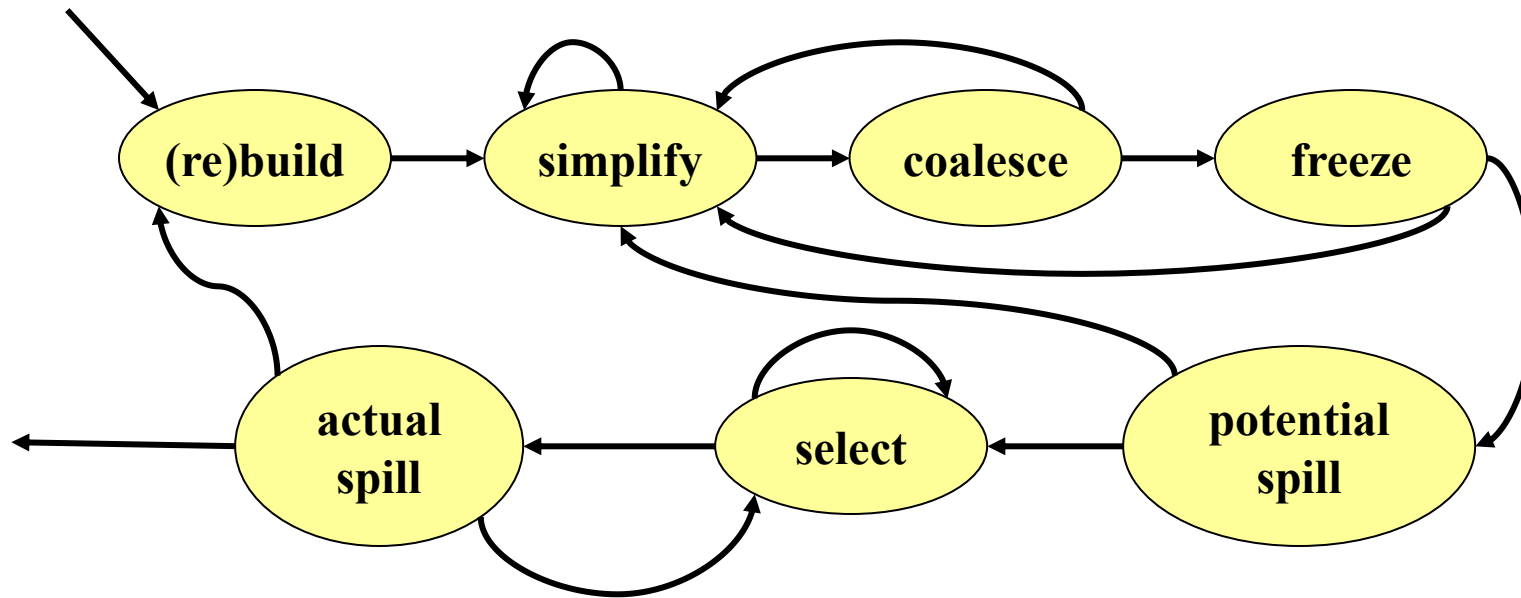 (re)build
simplify
coalesce
freeze
actual
spill
select
potential
spill